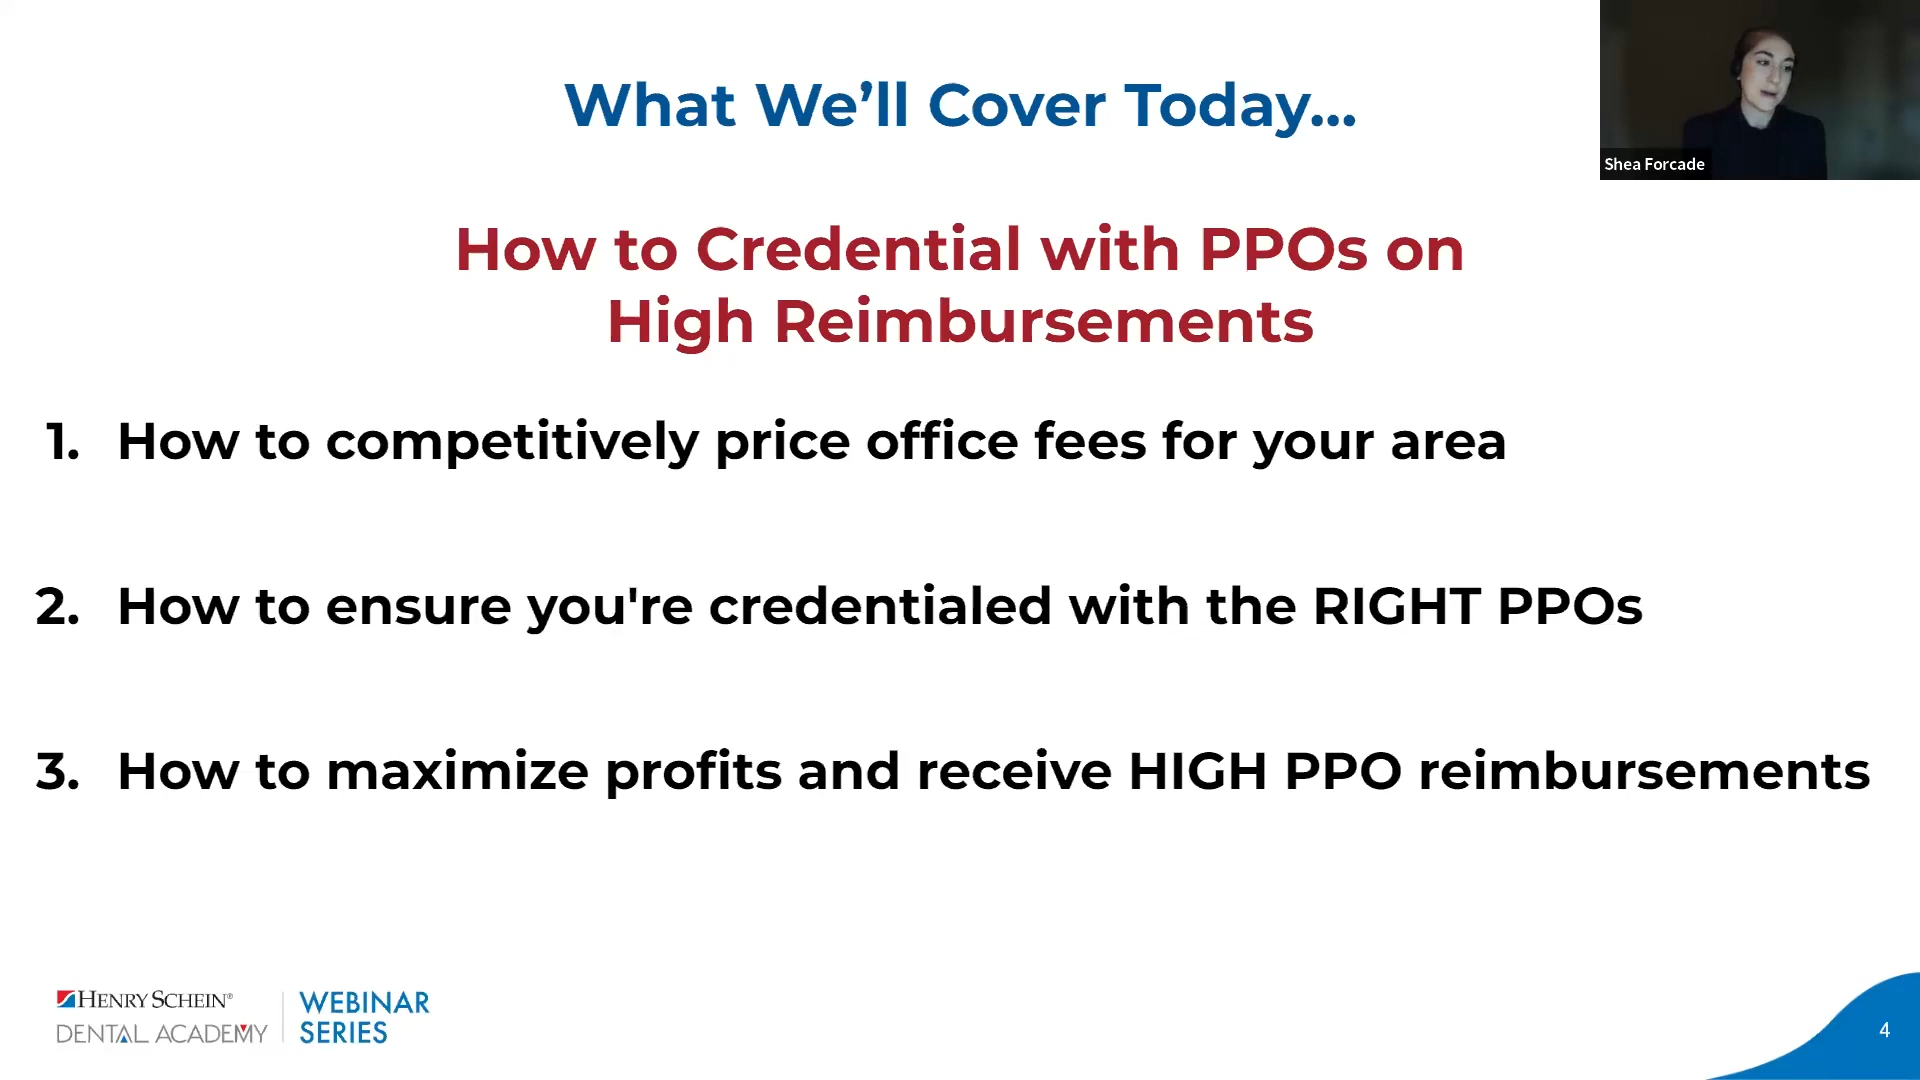 What We’ll Cover Today...
Shea Forcade
How to Credential with PPOs on
High Reimbursements
1. How to competitively price office fees for your area
2. How to ensure you're credentialed with the RIGHT PPOs
3. How to maximize profits and receive HIGH PPO reimbursements
HENRY SCHEIN®
DENTAL ACADEMY
WEBINAR
SERIES
4